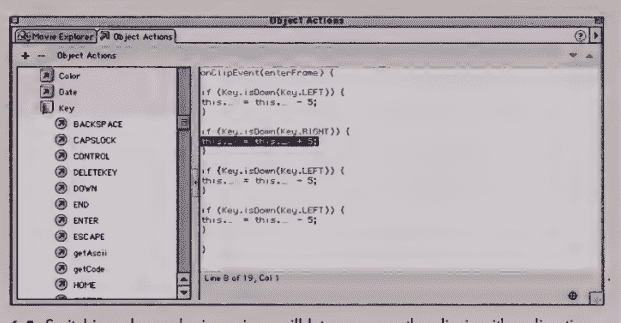 Object Actions
Movie Explorer Object Actions
+ - Object Actions
Color
Date
Key
BACKSPACE
CAPSLOCK
CONTROL
DELETEKEY
DOWN
END
ENTER
ESCAPE
getAscii
getCode
HOME
onClipEvent(enterFrame) {
if (Key.isDown(Key.LEFT)) {
this._ = this._ - 5;
}
if (Key.isDown(Key.RIGHT)) {
this._ = this._ + 5;
}
if (Key.isDown(Key.LEFT)) {
this._ = this._ - 5;
}
if (Key.isDown(Key.LEFT)) {
this._ = this._ - 5;
}
}
Line 8 of 19, Col 1